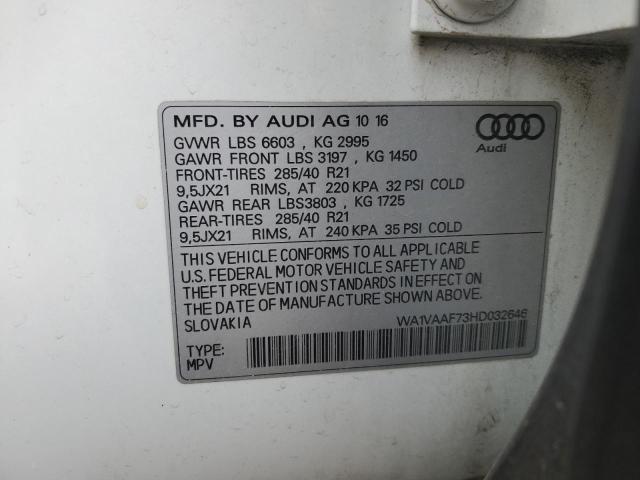 MFD. BY AUDI AG 10 16
GVWR LBS 6603 , KG 2995
GAWR FRONT LBS 3197 , KG 1450
FRONT-TIRES 285/40 R21
9,5JX21 RIMS, AT 220 KPA 32 PSI COLD
GAWR REAR LBS3803 , KG 1725
REAR-TIRES 285/40 R21
9,5JX21 RIMS, AT 240 KPA 35 PSI COLD
Audi
THIS VEHICLE CONFORMS TO ALL APPLICABLE
U.S. FEDERAL MOTOR VEHICLE SAFETY AND
THEFT PREVENTION STANDARDS IN EFFECT ON
THE DATE OF MANUFACTURE SHOWN ABOVE.
SLOVAKIA
WA1VAAF73HD032646
TYPE:
MPV